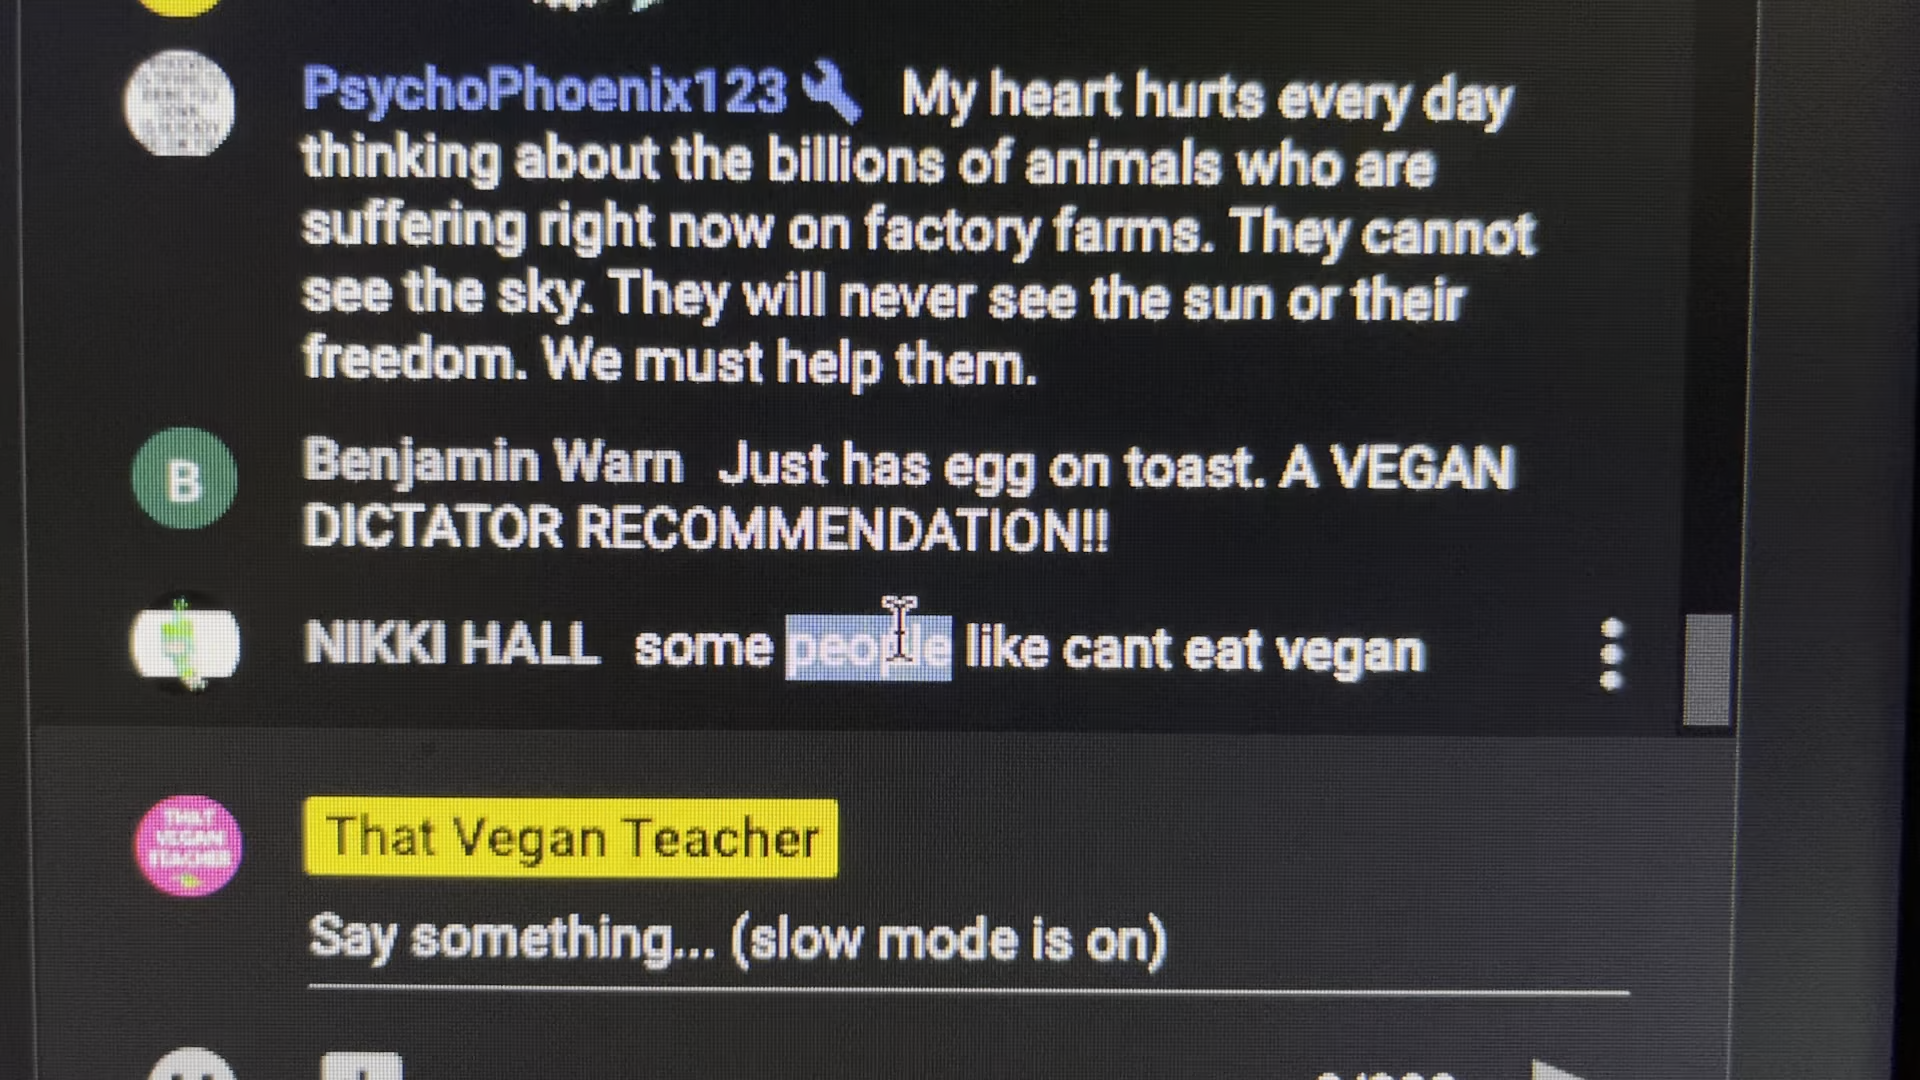 PsychoPhoenix123 My heart hurts every day
thinking about the billions of animals who are
suffering right now on factory farms. They cannot
see the sky. They will never see the sun or their
freedom. We must help them.
B
Benjamin Warn Just has egg on toast. A VEGAN
DICTATOR RECOMMENDATION!!
NIKKI HALL some people like cant eat vegan
THAT
VEGAN
TEACHER
That Vegan Teacher
Say something... (slow mode is on)